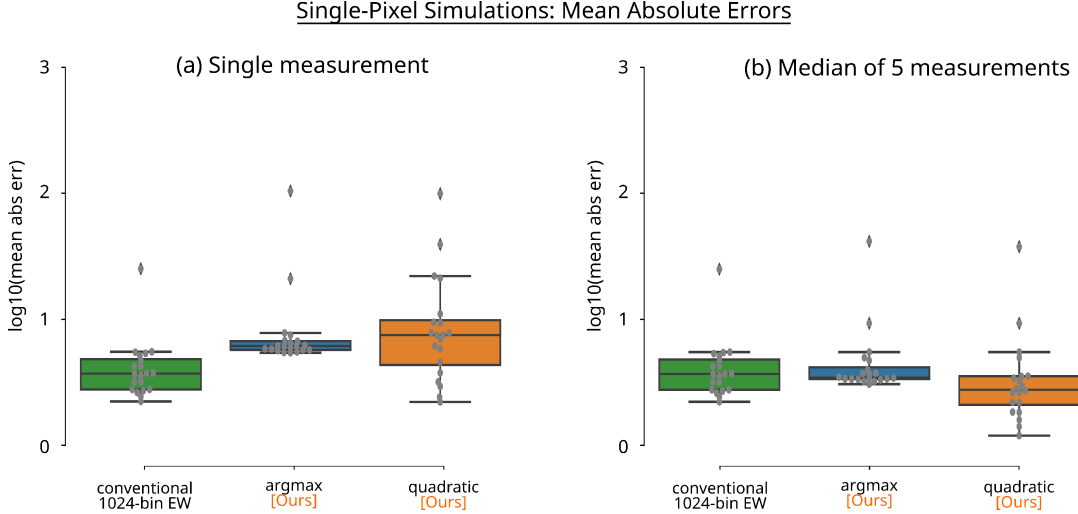 Single-Pixel Simulations: Mean Absolute Errors
(a) Single measurement
3
2
1
0
log10(mean abs err)
conventional
1024-bin EW
argmax
[Ours]
quadratic
[Ours]
(b) Median of 5 measurements
3
2
1
0
log10(mean abs err)
conventional
1024-bin EW
argmax
[Ours]
quadratic
[Ours]